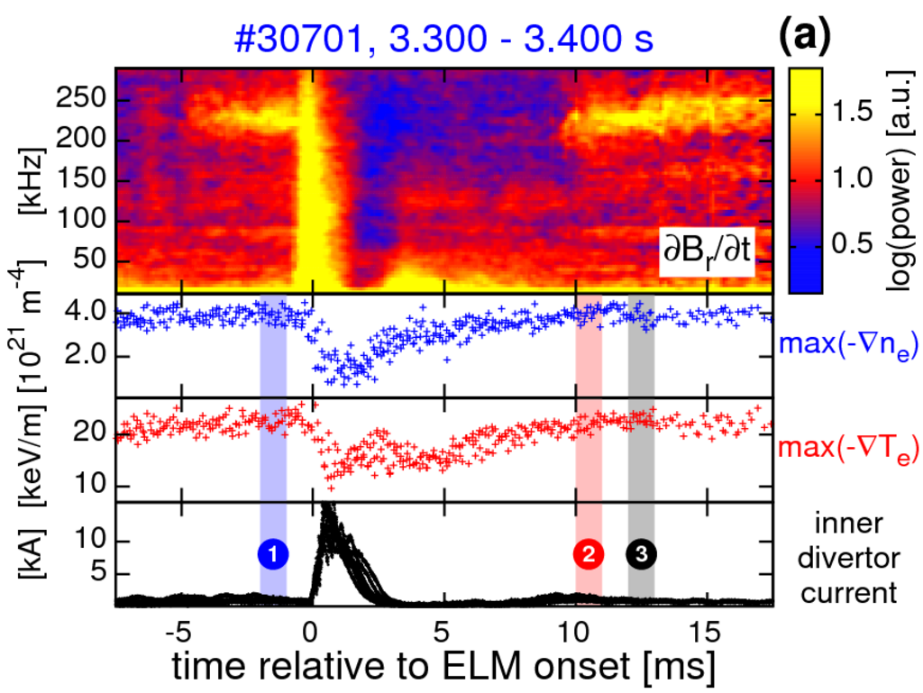 #30701, 3.300 - 3.400 s
(a)
250
200
150
100
50
[kHz]
∂Bᵣ/∂t
1.5
1.0
0.5
log(power) [a.u.]
4.0
2.0
[10²¹ m⁻⁴]
max(-∇nₑ)
20
10
[keV/m]
max(-∇Tₑ)
10
5
[kA]
1
2
3
inner
divertor
current
-5 0 5 10 15
time relative to ELM onset [ms]